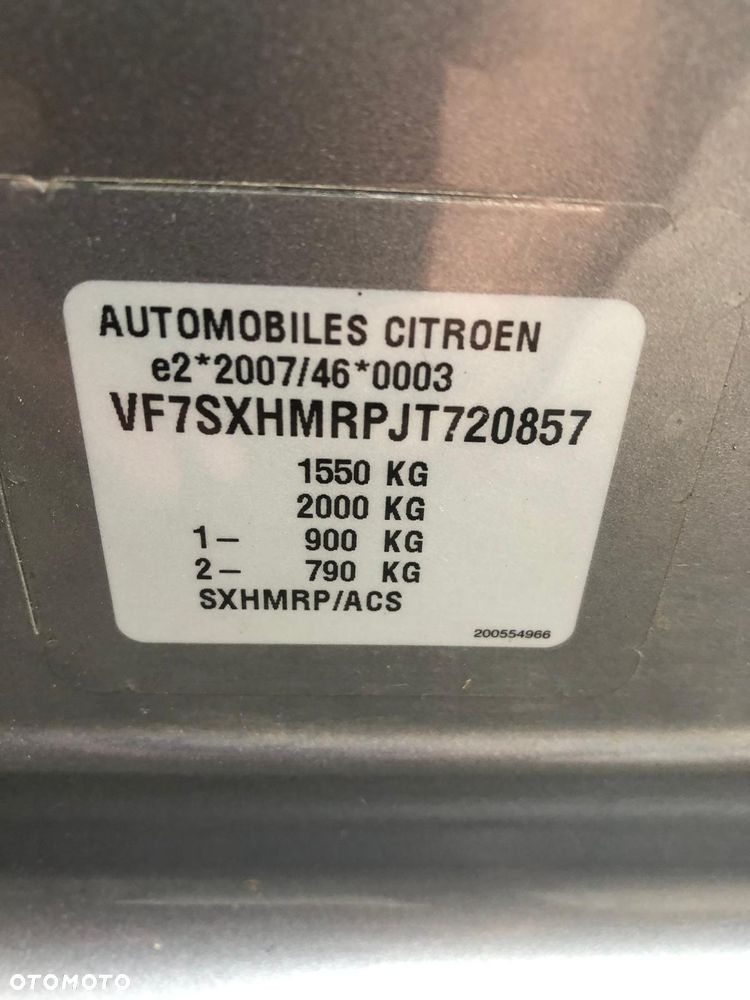 AUTOMOBILES CITROEN
e2*2007/46*0003
VF7SXHMRPJT720857
1550 KG
2000 KG
1– 900 KG
2– 790 KG
SXHMRP/ACS
200554966
OTOMOTO